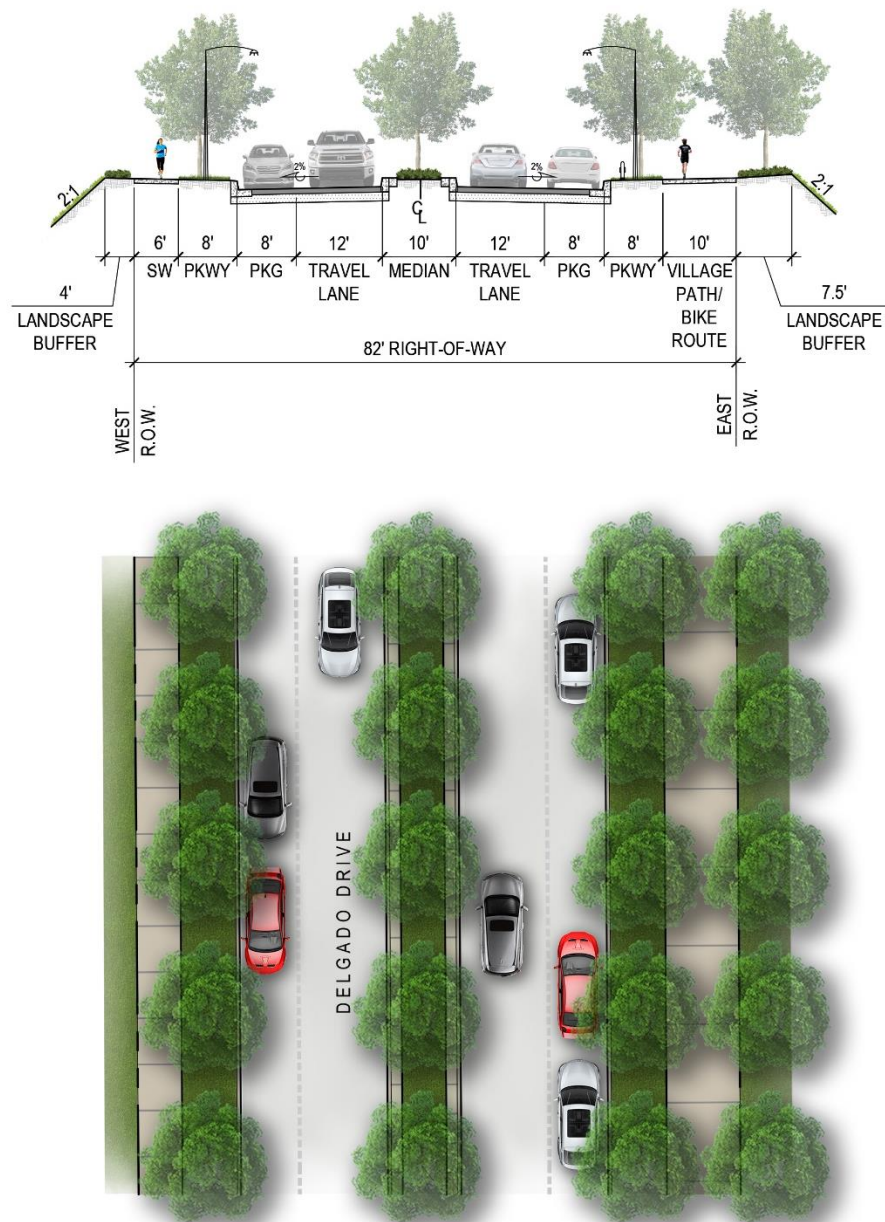 2%
2%
2:1
2:1
CL
6'
8'
8'
12'
10'
12'
8'
8'
10'
SW
PKWY
PKG
TRAVEL
LANE
MEDIAN
TRAVEL
LANE
PKG
PKWY
VILLAGE
PATH/
BIKE
ROUTE
4'
LANDSCAPE
BUFFER
7.5'
LANDSCAPE
BUFFER
82' RIGHT-OF-WAY
WEST
R.O.W.
EAST
R.O.W.
DELGADO DRIVE